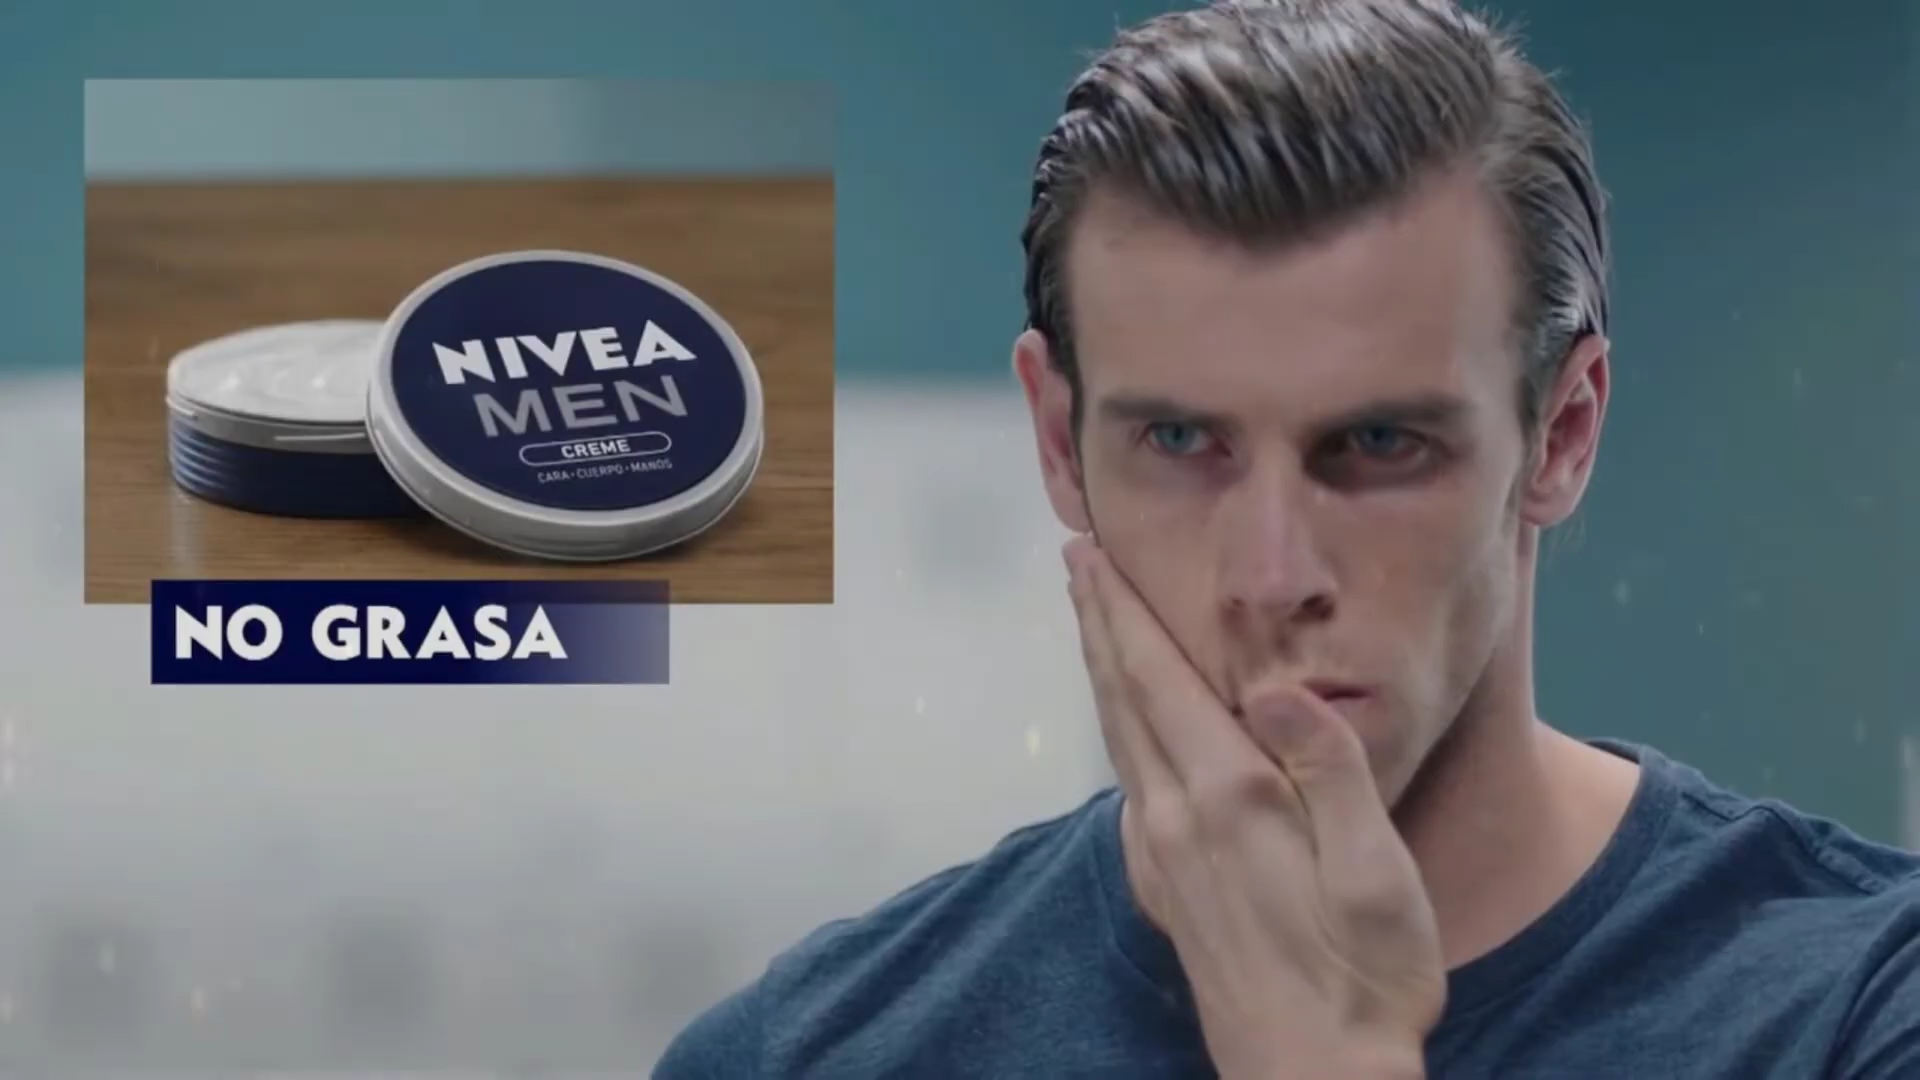 NIVEA
MEN
CREME
CARA • CUERPO • MANOS
NO GRASA